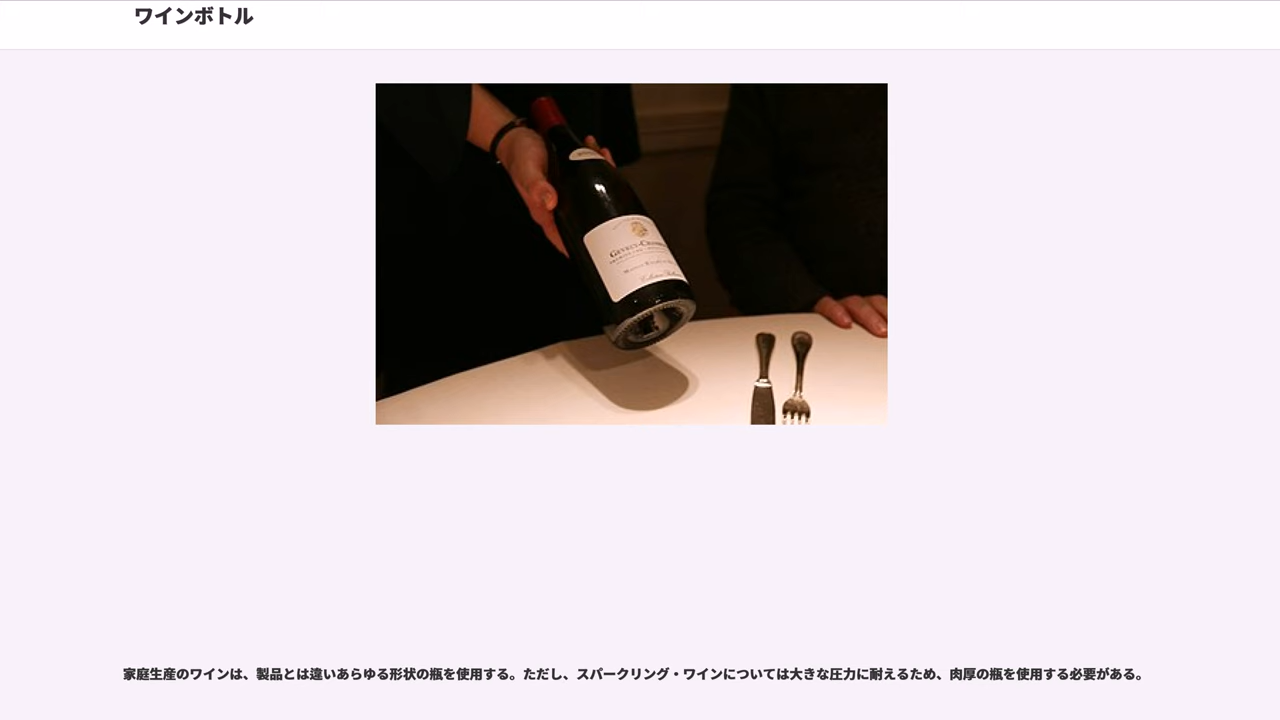 ワインボトル
家庭生産のワインは、製品とは違いあらゆる形状の瓶を使用する。ただし、スパークリング・ワインについては大きな圧力に耐えるため、肉厚の瓶を使用する必要がある。